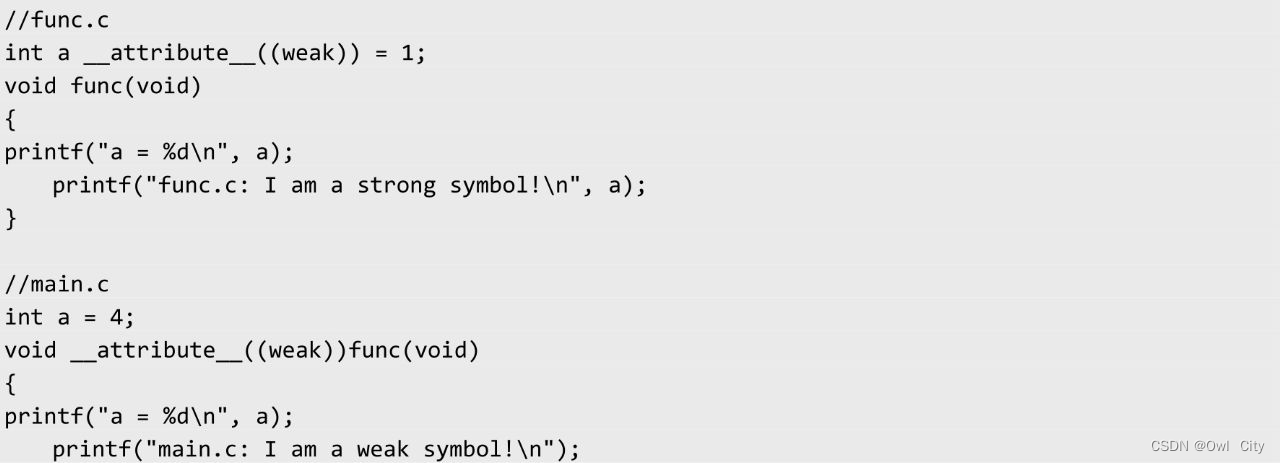 //func.c
int a __attribute__((weak)) = 1;
void func(void)
{
printf("a = %d\n", a);
    printf("func.c: I am a strong symbol!\n", a);
}

//main.c
int a = 4;
void __attribute__((weak))func(void)
{
printf("a = %d\n", a);
    printf("main.c: I am a weak symbol!\n");
CSDN @Owl City